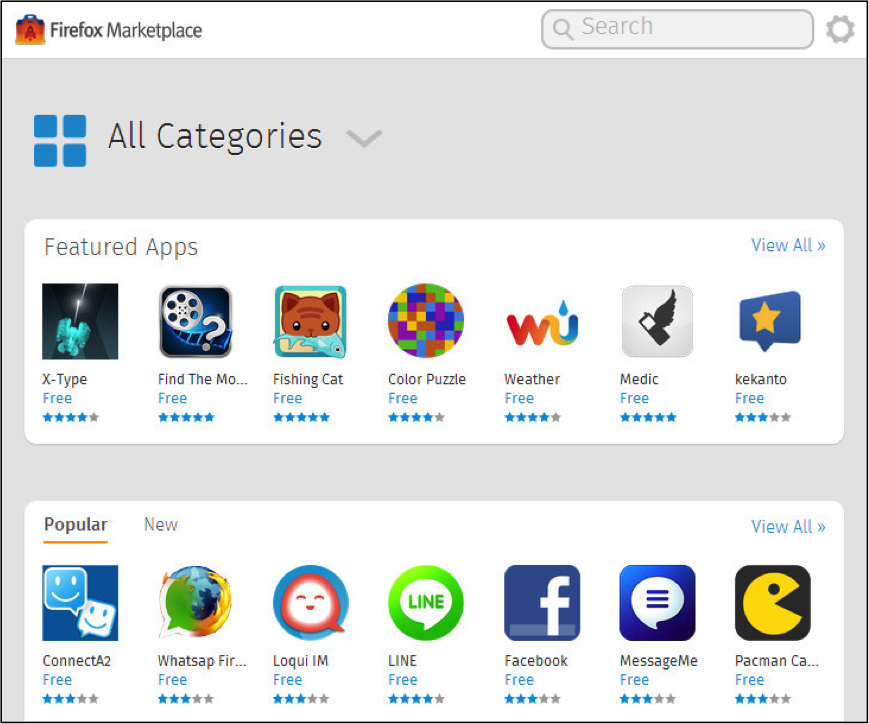 Firefox Marketplace
Search
All Categories
Featured Apps
View All »
X-Type
Find The Mo...
Fishing Cat
Color Puzzle
Weather
Medic
kekanto
Free
Free
Free
Free
Free
Free
Free
Popular
New
View All »
LINE
ConnectA2
Whatsap Fir...
Loqui IM
LINE
Facebook
MessageMe
Pacman Ca...
Free
Free
Free
Free
Free
Free
Free